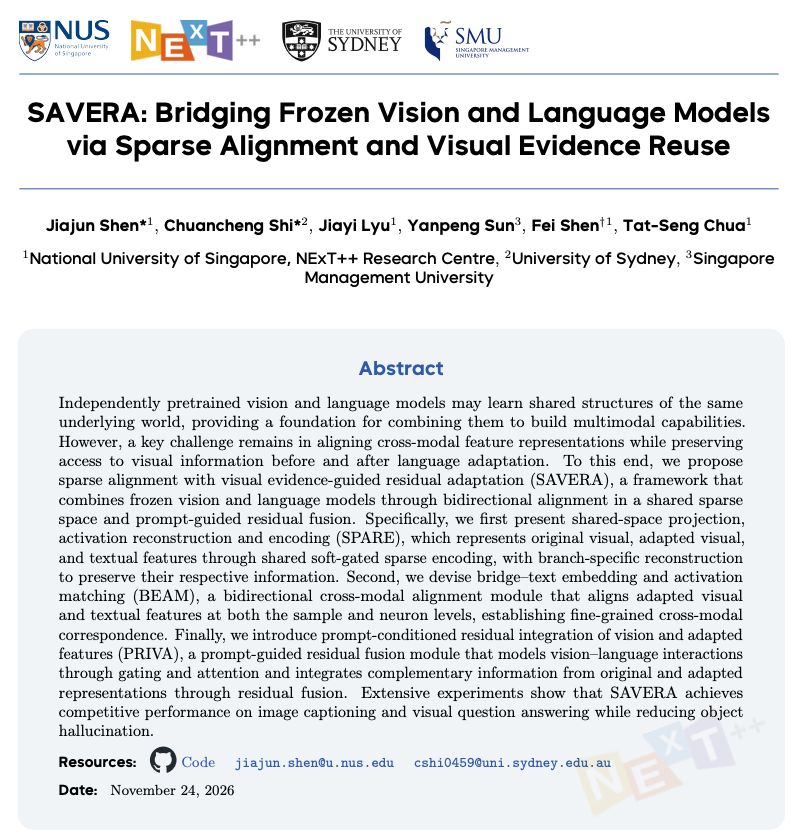 NUS
National University
of Singapore
NExT++
THE UNIVERSITY OF
SYDNEY
SMU
SINGAPORE MANAGEMENT
UNIVERSITY
SAVERA: Bridging Frozen Vision and Language Models
via Sparse Alignment and Visual Evidence Reuse
Jiajun Shen*¹, Chuancheng Shi*², Jiayi Lyu¹, Yanpeng Sun³, Fei Shen†¹, Tat-Seng Chua¹
¹National University of Singapore, NExT++ Research Centre, ²University of Sydney, ³Singapore
Management University
Abstract
Independently pretrained vision and language models may learn shared structures of the same
underlying world, providing a foundation for combining them to build multimodal capabilities.
However, a key challenge remains in aligning cross-modal feature representations while preserving
access to visual information before and after language adaptation. To this end, we propose
sparse alignment with visual evidence-guided residual adaptation (SAVERA), a framework that
combines frozen vision and language models through bidirectional alignment in a shared sparse
space and prompt-guided residual fusion. Specifically, we first present shared-space projection,
activation reconstruction and encoding (SPARE), which represents original visual, adapted visual,
and textual features through shared soft-gated sparse encoding, with branch-specific reconstruction
to preserve their respective information. Second, we devise bridge–text embedding and activation
matching (BEAM), a bidirectional cross-modal alignment module that aligns adapted visual
and textual features at both the sample and neuron levels, establishing fine-grained cross-modal
correspondence. Finally, we introduce prompt-conditioned residual integration of vision and adapted
features (PRIVA), a prompt-guided residual fusion module that models vision–language interactions
through gating and attention and integrates complementary information from original and adapted
representations through residual fusion. Extensive experiments show that SAVERA achieves
competitive performance on image captioning and visual question answering while reducing object
hallucination.
Resources: Code jiajun.shen@u.nus.edu cshi0459@uni.sydney.edu.au
Date: November 24, 2026
NExT++